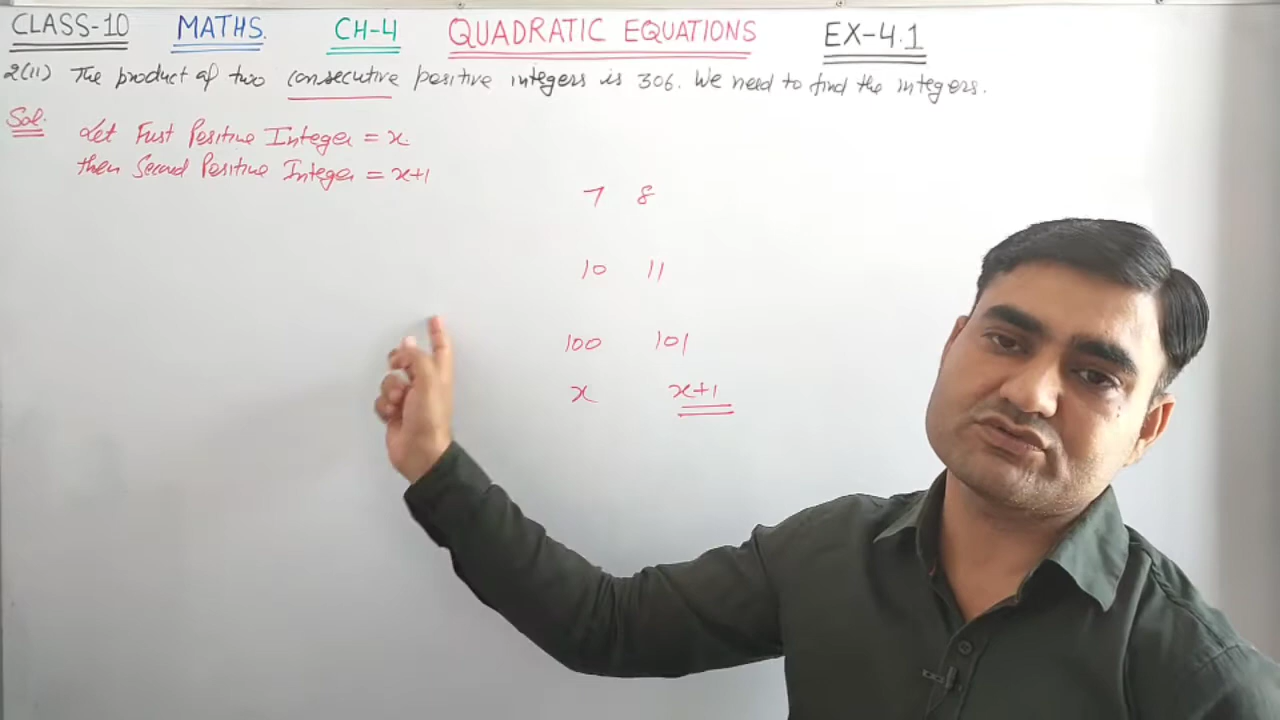 CLASS-10 MATHS. CH-4 QUADRATIC EQUATIONS EX-4.1
2(ii) The product of two consecutive positive integers is 306. We need to find the integers.
Sol.
Let First Positive Integer = x.
then Second Positive Integer = x+1
7 8
10 11
100 101
x x+1